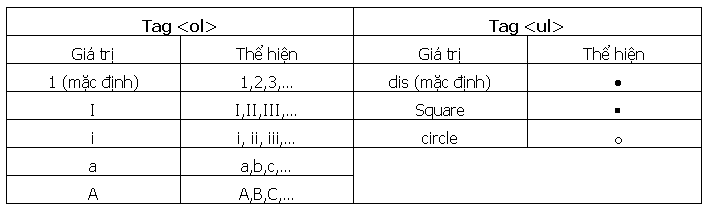 Tag <ol> Tag <ul>
Giá trị Thể hiện Giá trị Thể hiện
1 (mặc định) 1,2,3,... dis (mặc định) •
I I,II,III,... Square ▪
i i, ii, iii,... circle ○
a a,b,c,...
A A,B,C,...